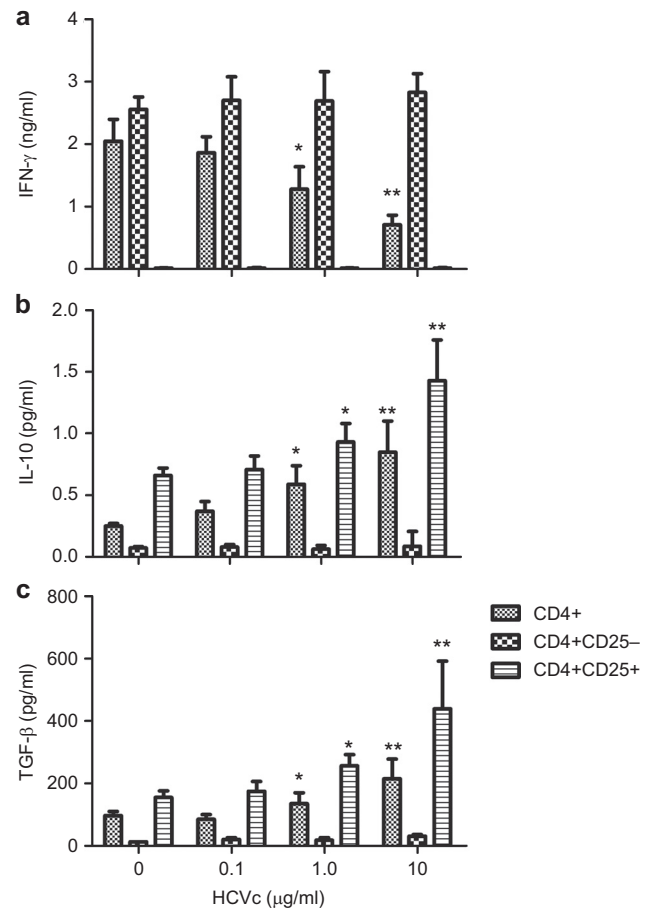 a
4
3
2
1
0
IFN-γ (ng/ml)
*
**
b
2.0
1.5
1.0
0.5
0.0
IL-10 (pg/ml)
*
*
**
**
c
800
600
400
200
0
TGF-β (pg/ml)
*
*
**
**
0
0.1
1.0
10
HCVc (μg/ml)
CD4+
CD4+CD25–
CD4+CD25+